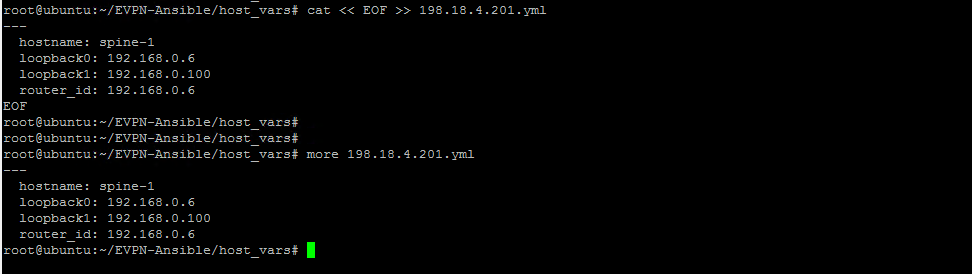 root@ubuntu:~/EVPN-Ansible/host_vars# cat << EOF >> 198.18.4.201.yml
---
  hostname: spine-1
  loopback0: 192.168.0.6
  loopback1: 192.168.0.100
  router_id: 192.168.0.6
EOF
root@ubuntu:~/EVPN-Ansible/host_vars#
root@ubuntu:~/EVPN-Ansible/host_vars#
root@ubuntu:~/EVPN-Ansible/host_vars# more 198.18.4.201.yml
---
  hostname: spine-1
  loopback0: 192.168.0.6
  loopback1: 192.168.0.100
  router_id: 192.168.0.6
root@ubuntu:~/EVPN-Ansible/host_vars#